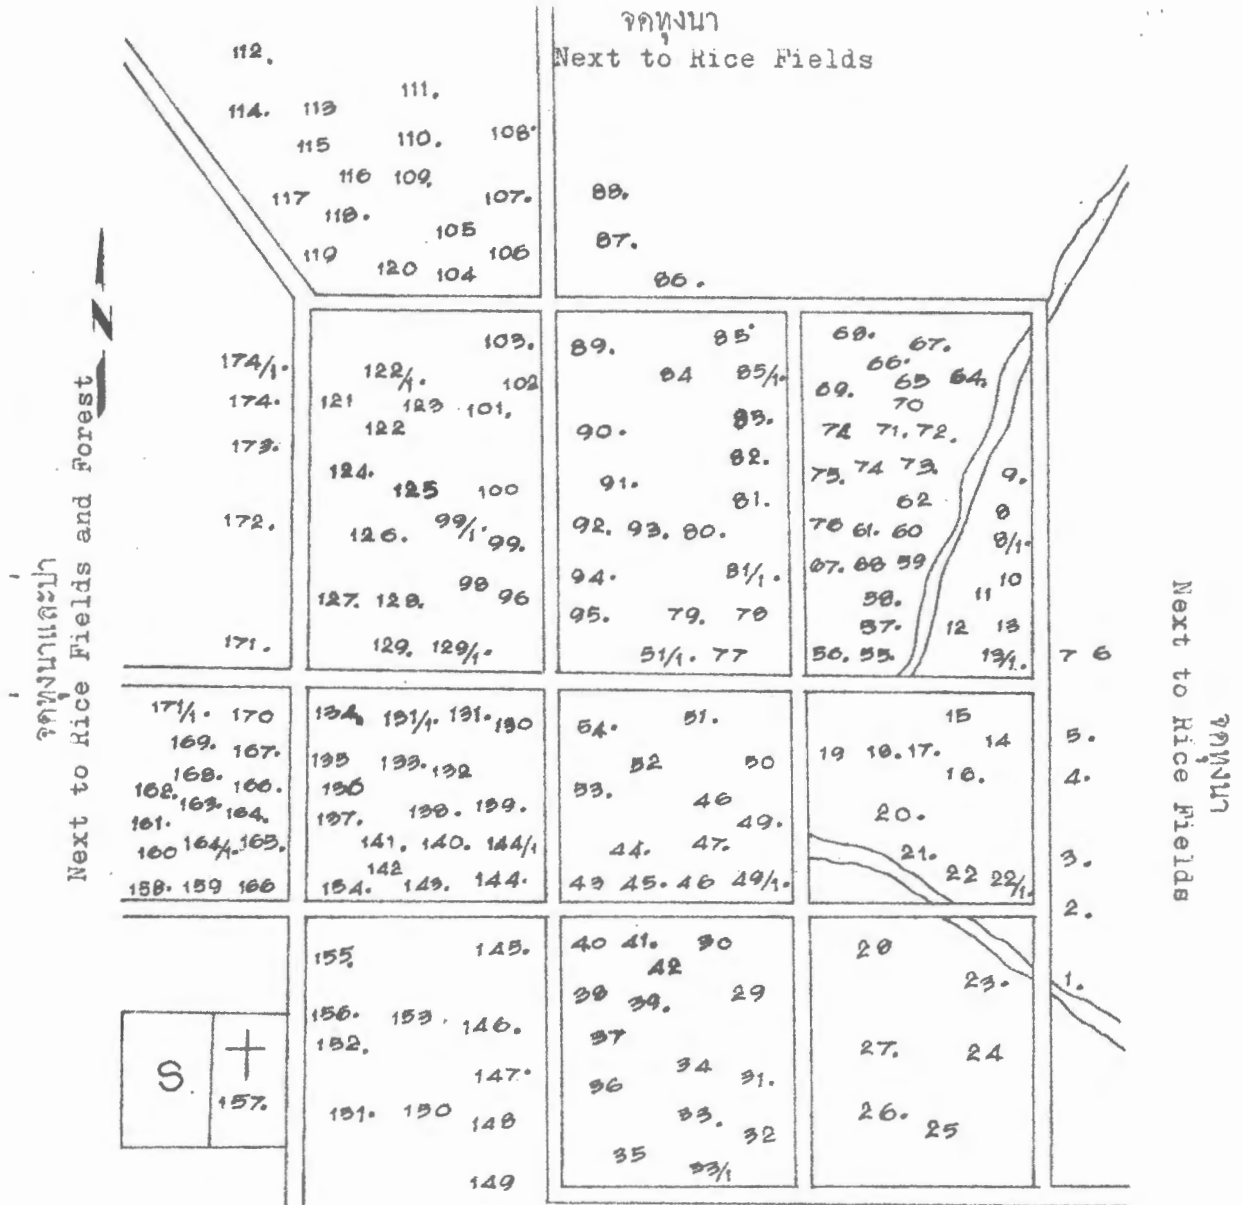 จดทุ่งนา
Next to Rice Fields
112.
111.
114. 113
108.
115 110.
116 109.
117 107. 88.
118.
105 87.
119 106
120 104 86.
N
103. 89. 85. 68. 67.
174/1. 122/1. 102 84 85/1. 66. 65 64.
174. 121 123 101. 69. 70
122 90. 83. 71. 72.
173. 124. 82. 75. 74 73. 9.
125 100 91. 81. 62 8
172. 126. 99/1. 99. 92. 93. 80. 76 61. 60 8/1.
59
98 96 94. 81/1. 10
127. 128. 58. 11
95. 79. 78 57. 12 13
171. 129. 129/1. 51/1. 77 56. 55. 13/1. 7 6
171/1. 170 134. 131/1. 131. 130 54. 51. 15
169. 167. 135 133. 132 52 50 19 18. 17. 14 5.
168. 166. 136 53. 16. 4.
162. 163. 164. 137. 138. 139. 49. 20.
161.
160 164/1. 165. 141. 140. 144/1 44. 47. 21. 3.
142
158. 159 166 154. 143. 144. 43 45. 46 49/1. 22 22/1.
2.
155. 145. 40 41. 30 28
42
38 39. 29 23. 1.
156. 153 146.
152. 37 27. 24
S 147. 34
157. 36 31.
151. 150 148 33. 32 26. 25
35
149 33/1
จดทุ่งนาและป่า
Next to Rice Fields and Forest
จดทุ่งนา
Next to Rice Fields